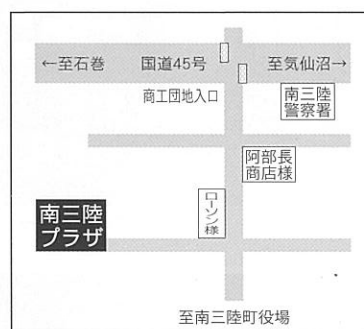 ←至石巻 国道45号 至気仙沼→
商工団地入口
南三陸
警察署
阿部長
商店様
ローソン様
南三陸
プラザ
至南三陸町役場